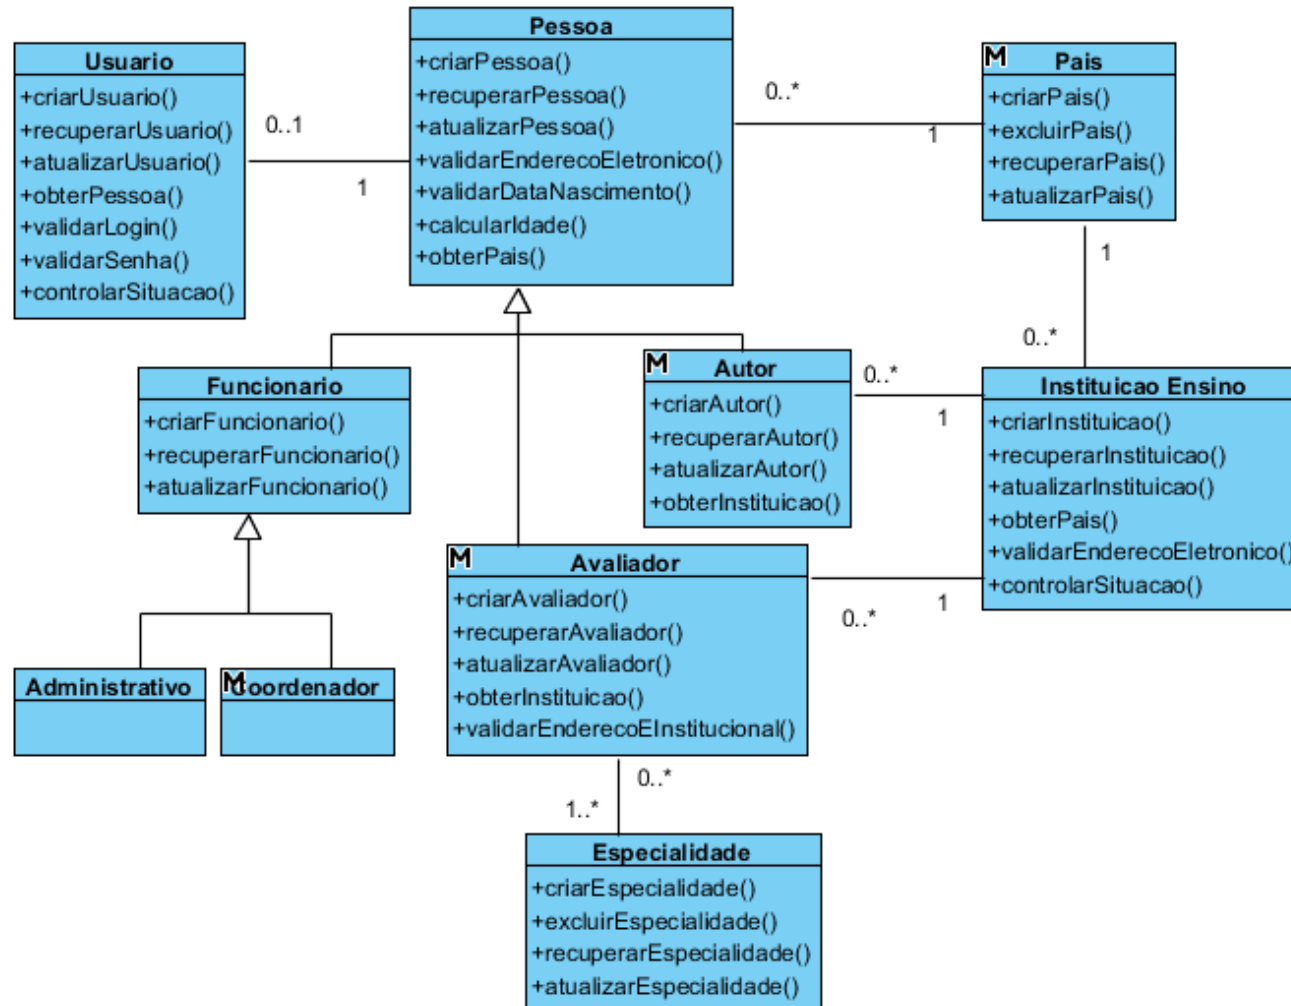 Usuario
+criarUsuario()
+recuperarUsuario()
+atualizarUsuario()
+obterPessoa()
+validarLogin()
+validarSenha()
+controlarSituacao()
0..1
1
Pessoa
+criarPessoa()
+recuperarPessoa()
+atualizarPessoa()
+validarEnderecoEletronico()
+validarDataNascimento()
+calcularIdade()
+obterPais()
0..*
1
M
Pais
+criarPais()
+excluirPais()
+recuperarPais()
+atualizarPais()
1
0..*
Funcionario
+criarFuncionario()
+recuperarFuncionario()
+atualizarFuncionario()
M
Autor
+criarAutor()
+recuperarAutor()
+atualizarAutor()
+obterInstituicao()
0..*
1
Instituicao Ensino
+criarInstituicao()
+recuperarInstituicao()
+atualizarInstituicao()
+obterPais()
+validarEnderecoEletronico()
+controlarSituacao()
M
Avaliador
+criarAvaliador()
+recuperarAvaliador()
+atualizarAvaliador()
+obterInstituicao()
+validarEnderecoEInstitucional()
0..*
1
Administrativo
M
Coordenador
0..*
1..*
Especialidade
+criarEspecialidade()
+excluirEspecialidade()
+recuperarEspecialidade()
+atualizarEspecialidade()